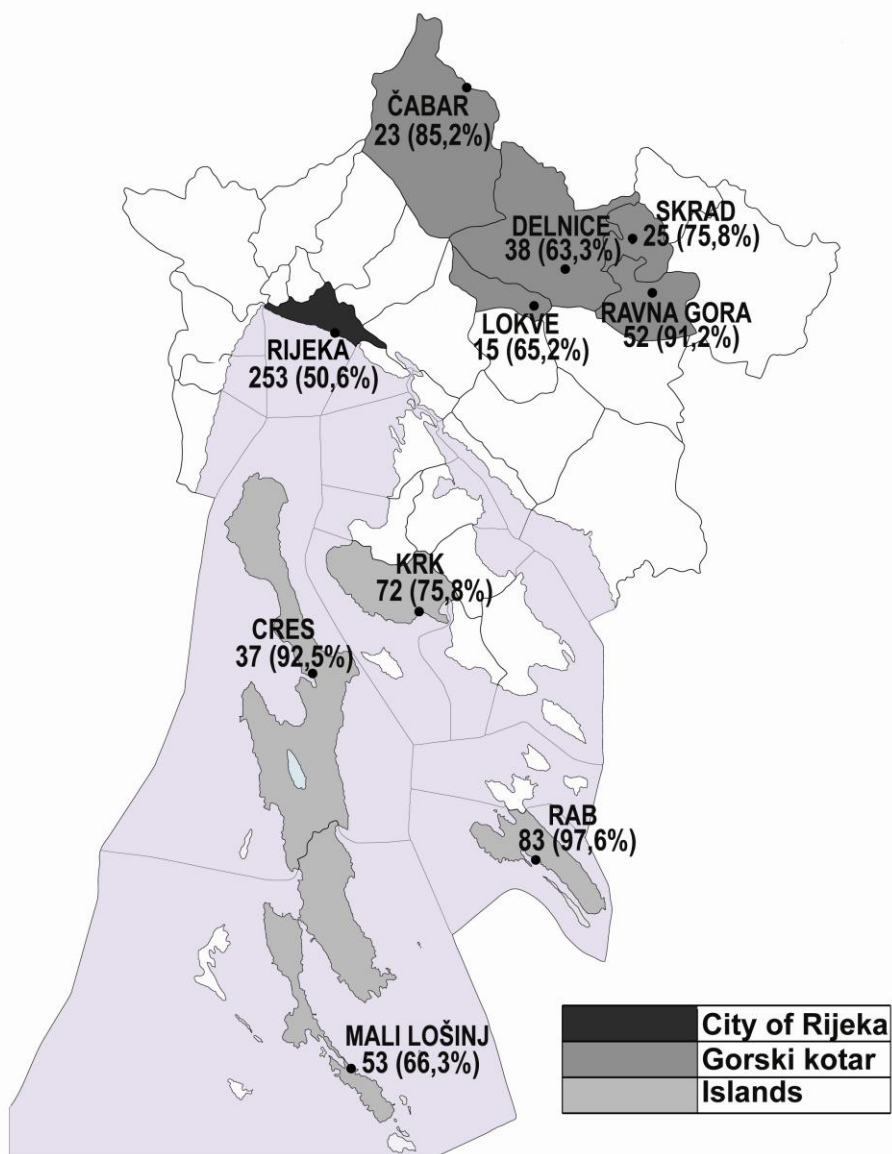 ČABAR
23 (85,2%)
SKRAD
25 (75,8%)
DELNICE
38 (63,3%)
RAVNA GORA
52 (91,2%)
LOKVE
15 (65,2%)
RIJEKA
253 (50,6%)
KRK
72 (75,8%)
CRES
37 (92,5%)
RAB
83 (97,6%)
MALI LOŠINJ
53 (66,3%)
City of Rijeka
Gorski kotar
Islands